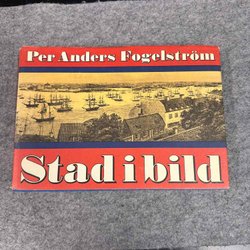 Per Anders Fogelström
Stad i bild